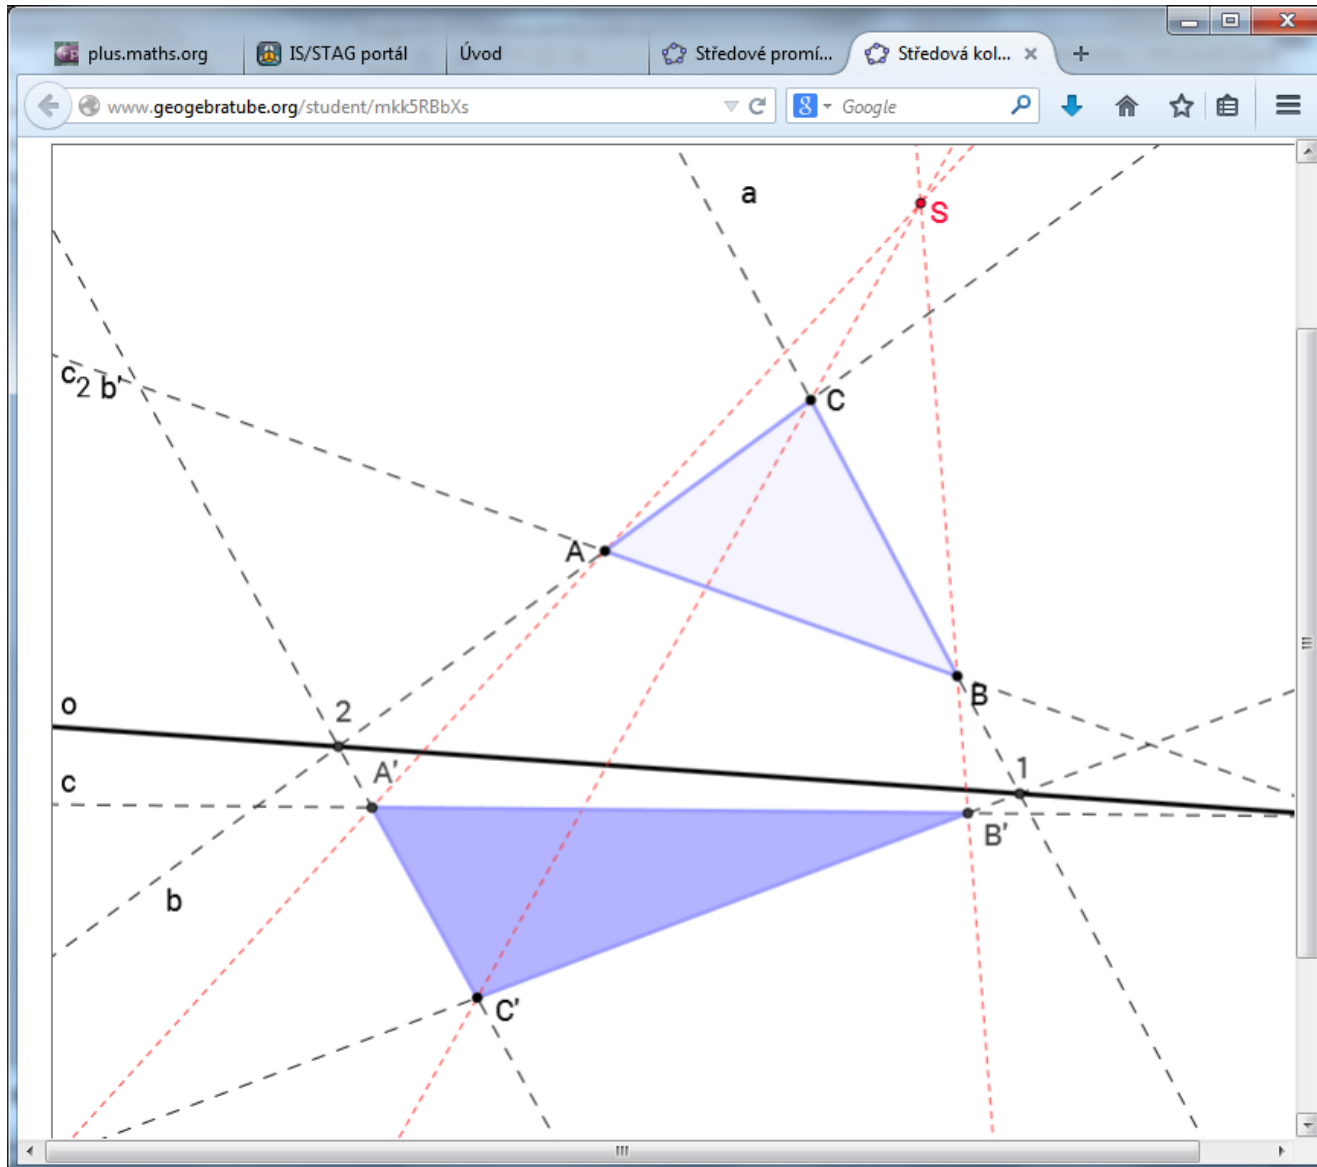 plus.maths.org IS/STAG portál Úvod Středové promí... Středová kol...
www.geogebratube.org/student/mkk5RBbXs Google
a
S
c₂ b'
C
A
B
o
2
1
c
A'
B'
b
C'